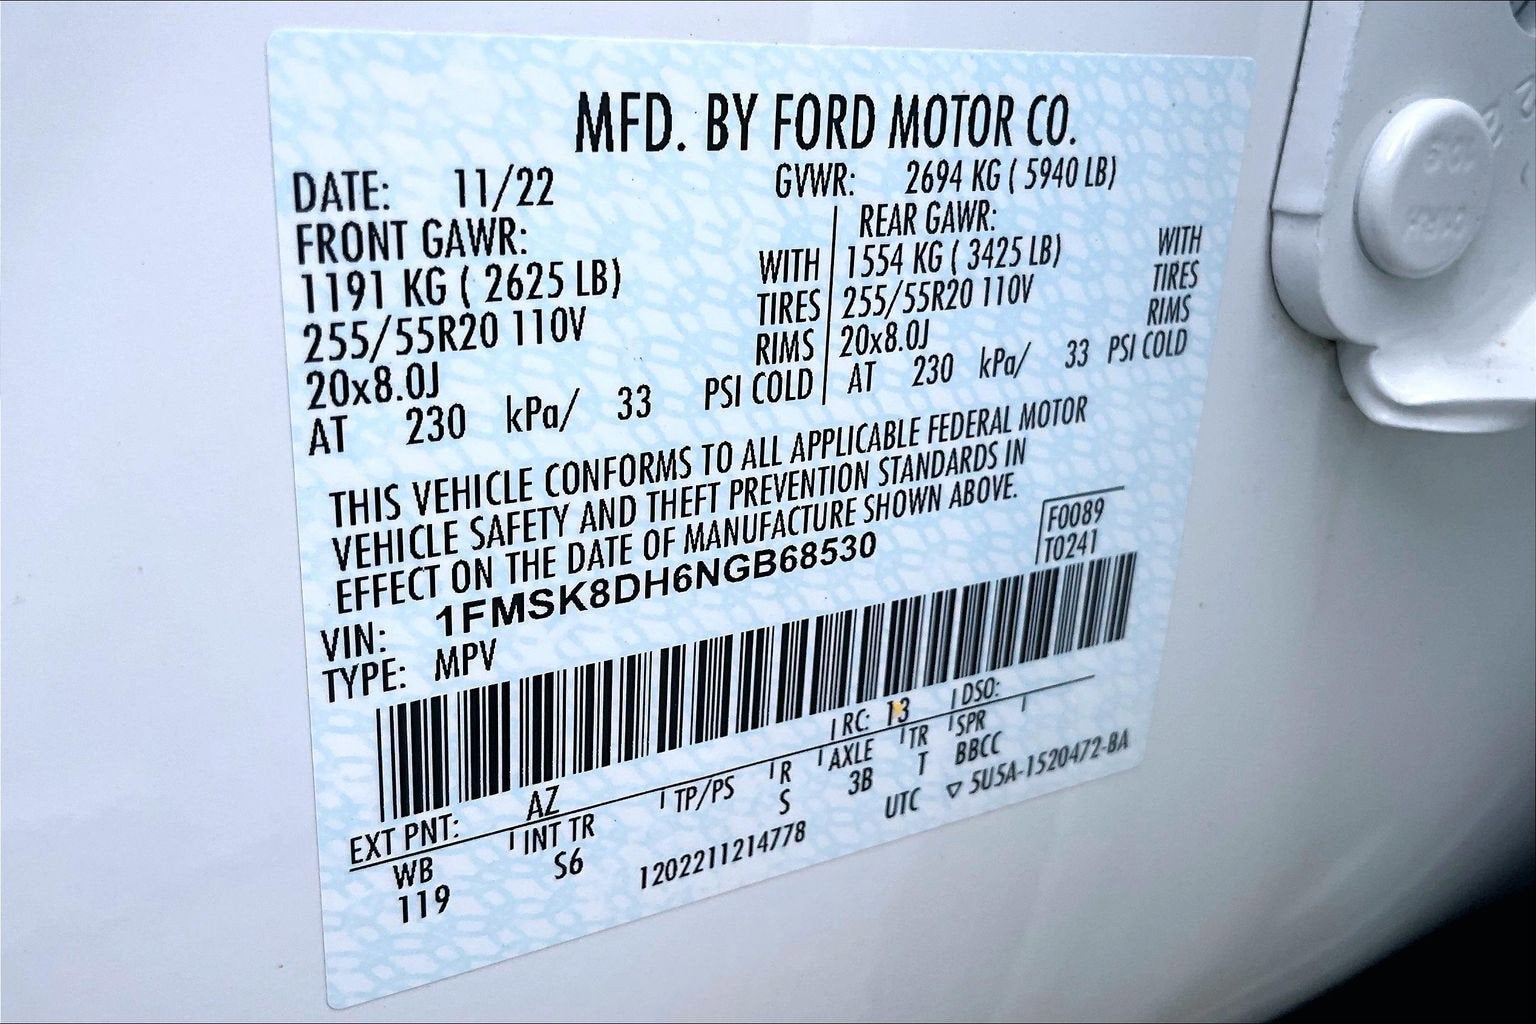 MFD. BY FORD MOTOR CO.
DATE: 11/22 GVWR: 2694 KG ( 5940 LB)
FRONT GAWR: REAR GAWR:
1191 KG ( 2625 LB) WITH 1554 KG ( 3425 LB) WITH
255/55R20 110V TIRES 255/55R20 110V TIRES
20x8.0J RIMS 20x8.0J RIMS
AT 230 kPa/ 33 PSI COLD AT 230 kPa/ 33 PSI COLD
THIS VEHICLE CONFORMS TO ALL APPLICABLE FEDERAL MOTOR
VEHICLE SAFETY AND THEFT PREVENTION STANDARDS IN
EFFECT ON THE DATE OF MANUFACTURE SHOWN ABOVE.
F0089
VIN: 1FMSK8DH6NGB68530 T0241
TYPE: MPV
EXT PNT: AZ RC: 13 DSO:
WB INT TR TP/PS R AXLE TR SPR
119 S6 S 3B T BBCC
1202211214778 UTC ▽ 5U5A-1520472-BA